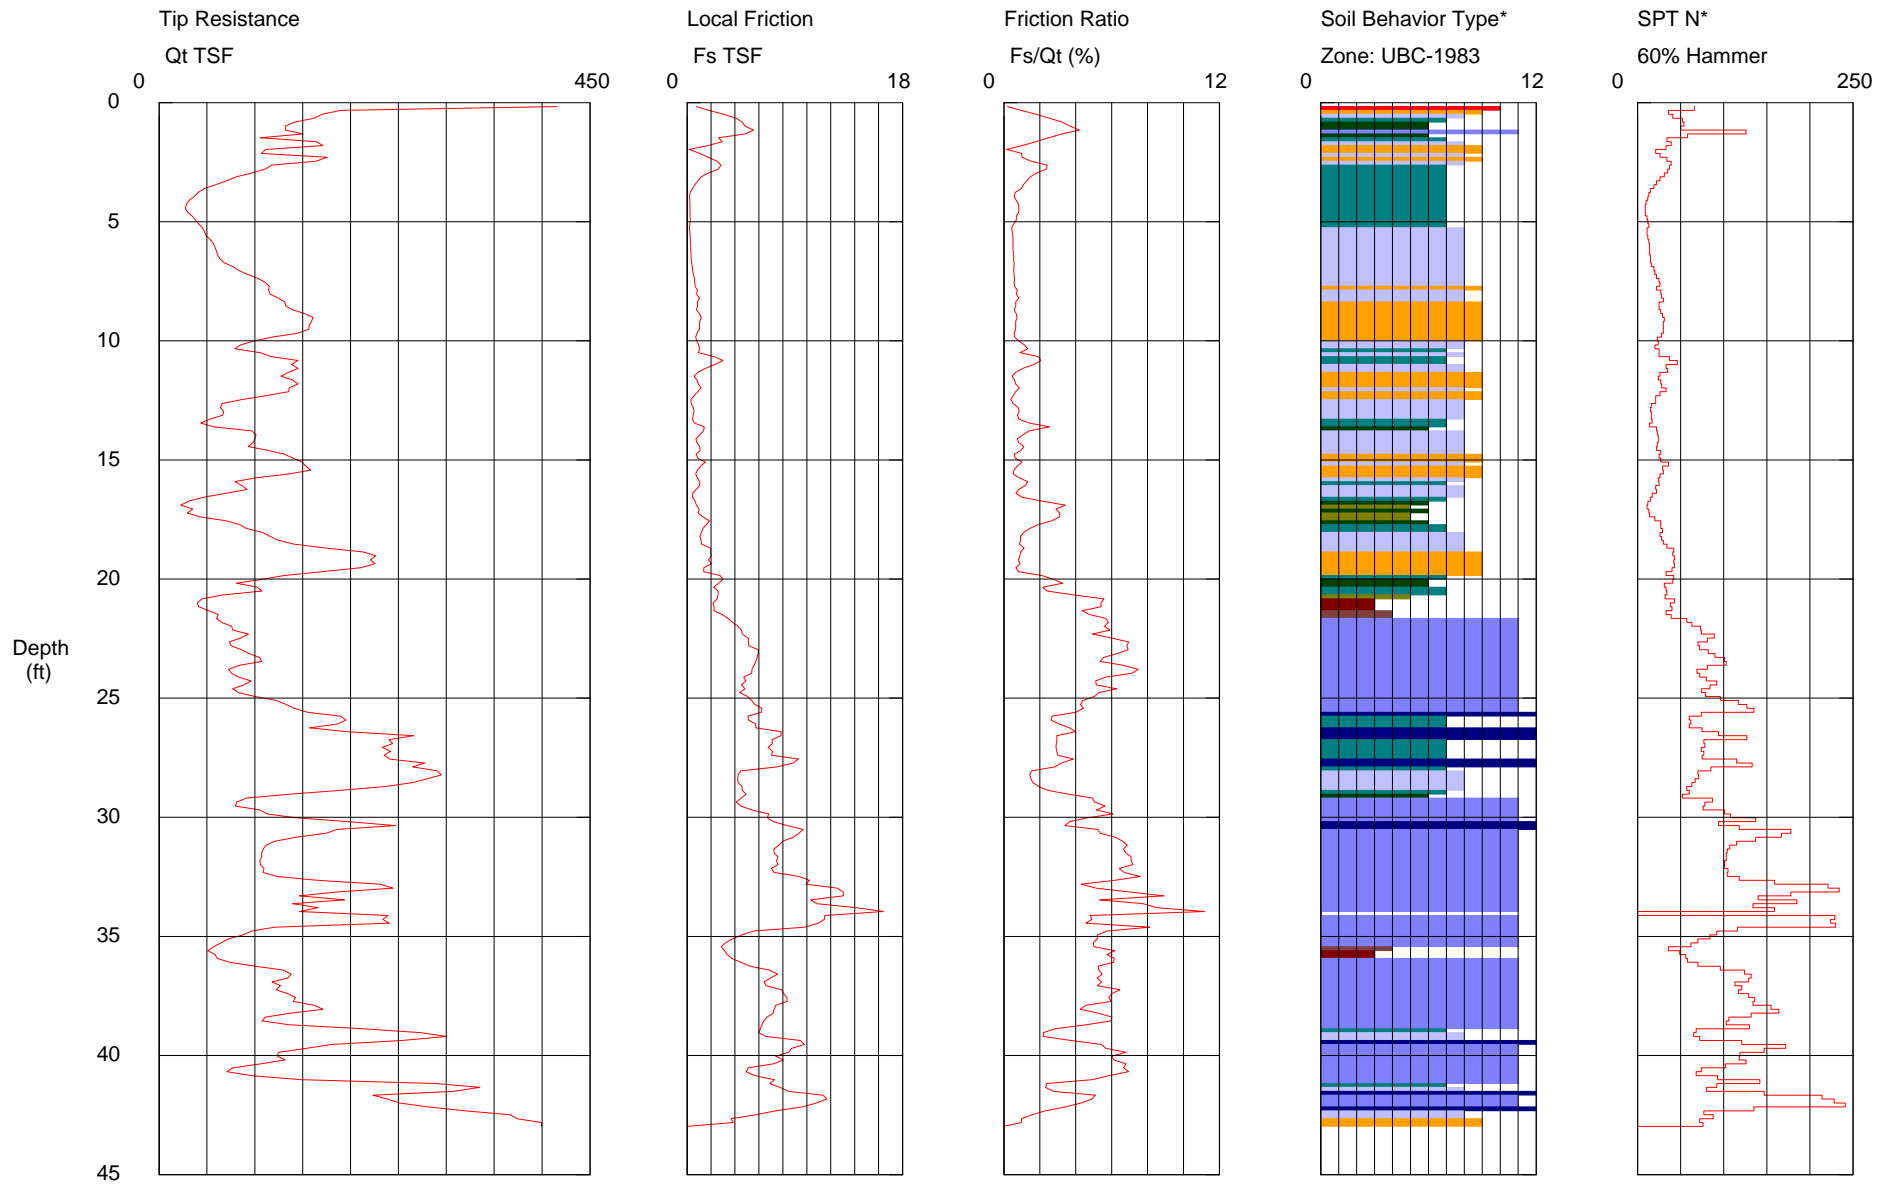 Tip Resistance
Qt TSF
0 450
Local Friction
Fs TSF
0 18
Friction Ratio
Fs/Qt (%)
0 12
Soil Behavior Type*
Zone: UBC-1983
0 12
SPT N*
60% Hammer
0 250
0
5
10
15
20
Depth
(ft)
25
30
35
40
45